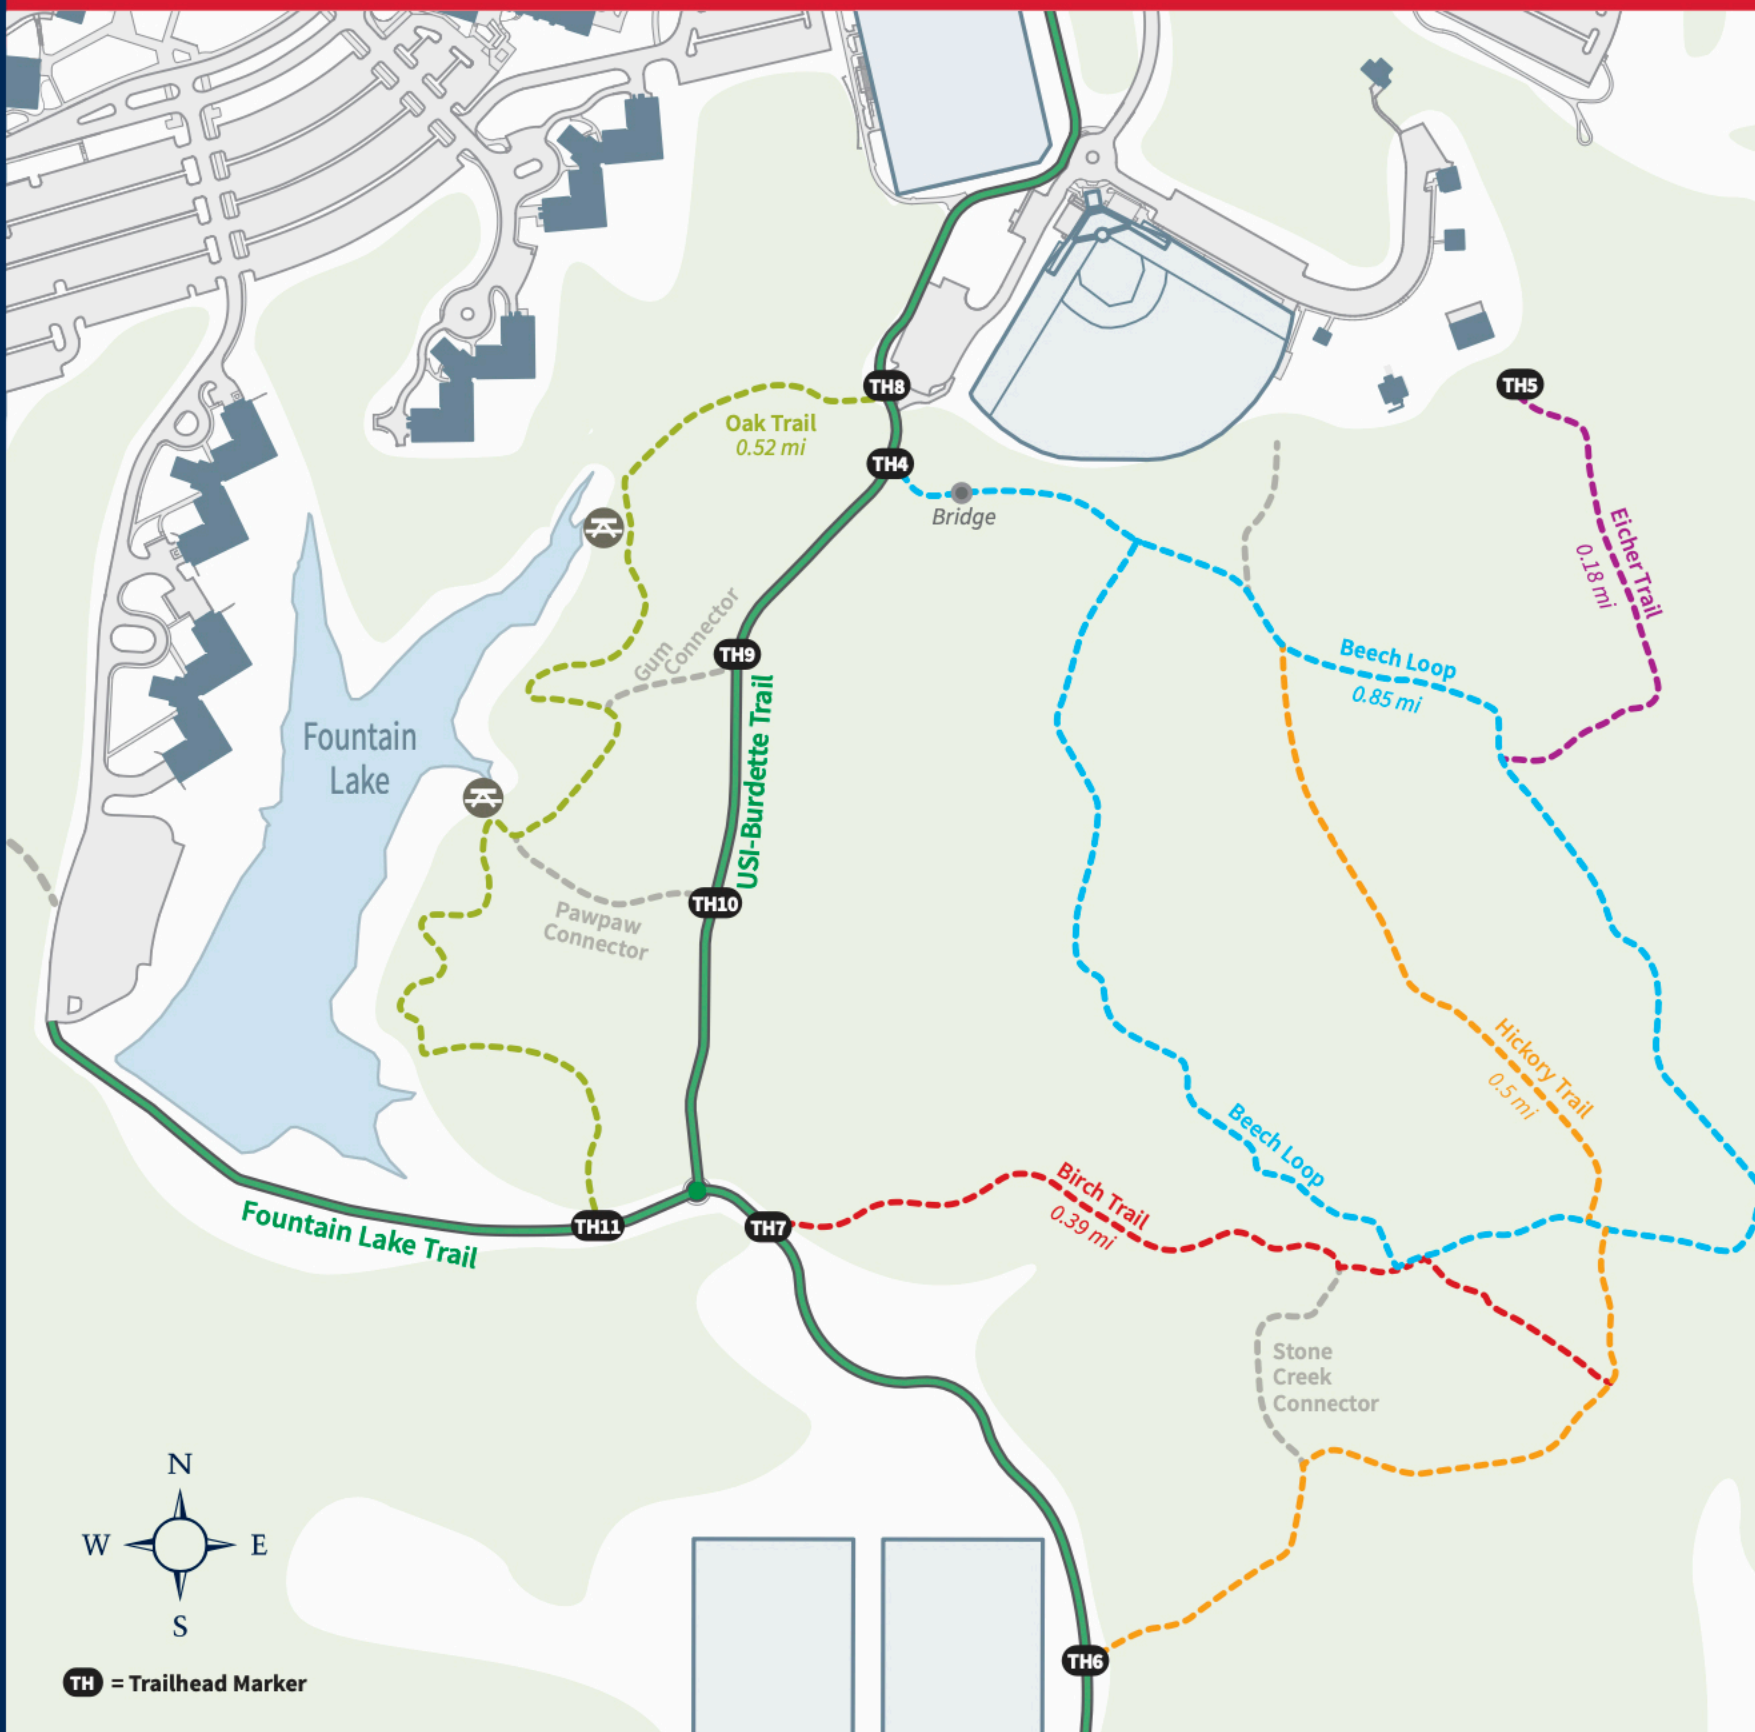 TH5
TH8
Oak Trail
0.52 mi
TH4
Bridge
Eicher Trail
0.18 mi
Gum
Connector
TH9
Beech Loop
0.85 mi
USI-Burdette Trail
Fountain
Lake
TH10
Pawpaw
Connector
Hickory Trail
0.5 mi
Beech Loop
Birch Trail
0.39 mi
Fountain Lake Trail
TH11
TH7
Stone
Creek
Connector
N
W E
S
TH6
TH = Trailhead Marker